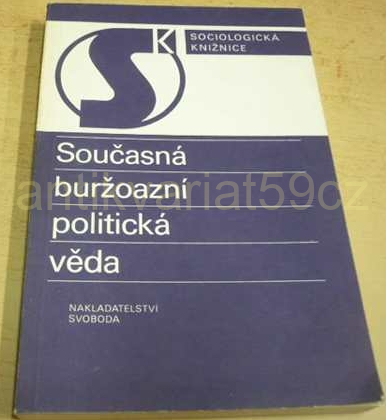 SK
SOCIOLOGICKÁ
KNIŽNICE
Současná
buržoazní
politická
věda
NAKLADATELSTVÍ
SVOBODA
antikvariat59cz